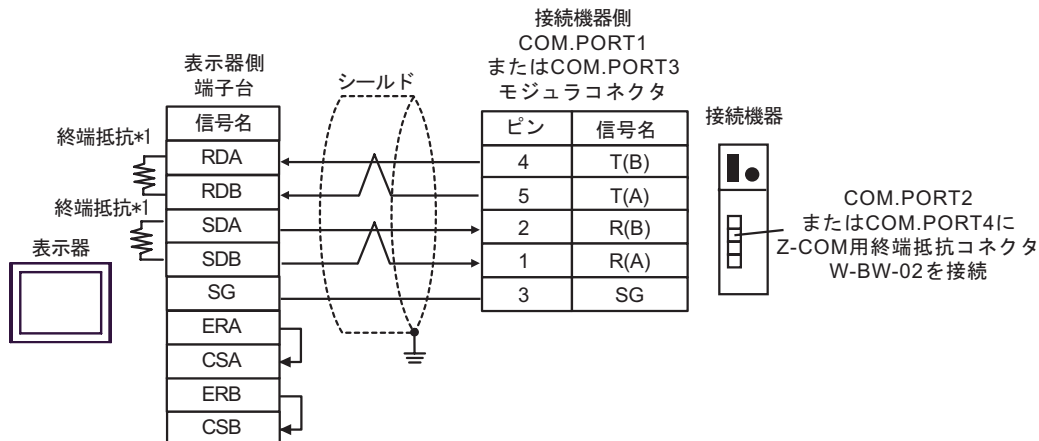 接続機器側
COM.PORT1
またはCOM.PORT3
モジュラコネクタ
表示器側
端子台
シールド
接続機器
信号名
ピン
信号名
終端抵抗*1
RDA
4
T(B)
RDB
5
T(A)
終端抵抗*1
SDA
2
R(B)
COM.PORT2
またはCOM.PORT4に
Z-COM用終端抵抗コネクタ
W-BW-02を接続
表示器
SDB
1
R(A)
SG
3
SG
ERA
CSA
ERB
CSB